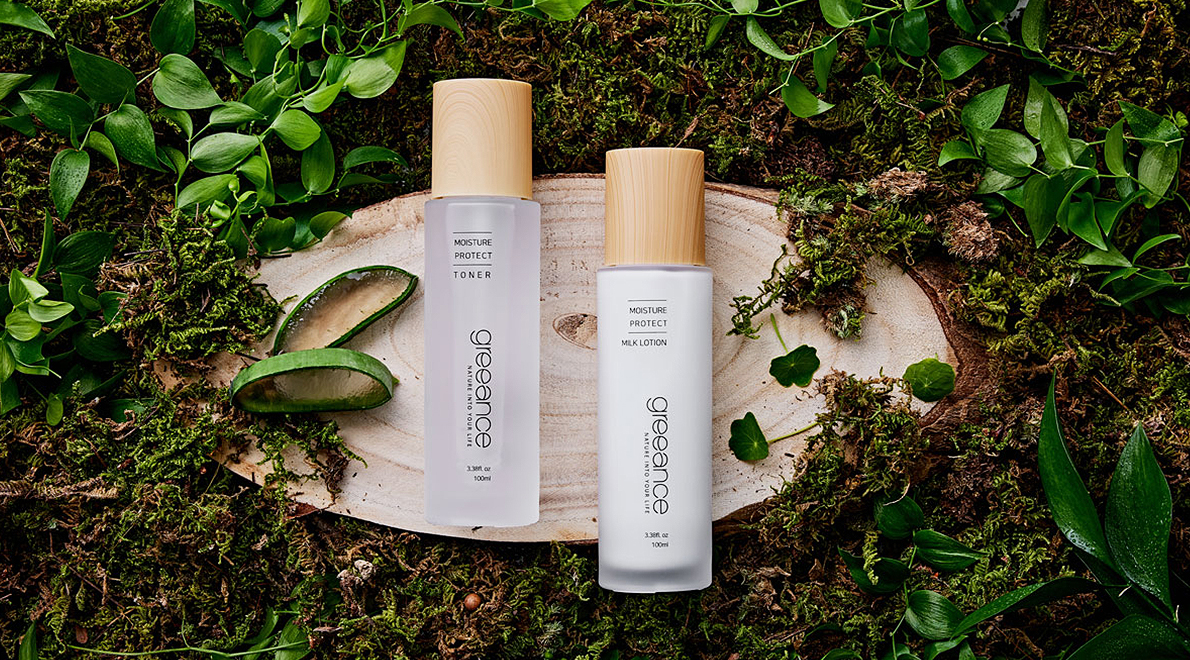 MOISTURE
PROTECT
TONER
greeance
NATURE INTO YOUR LIFE
3.38fl. oz
100ml
MOISTURE
PROTECT
MILK LOTION
greeance
NATURE INTO YOUR LIFE
3.38fl. oz
100ml